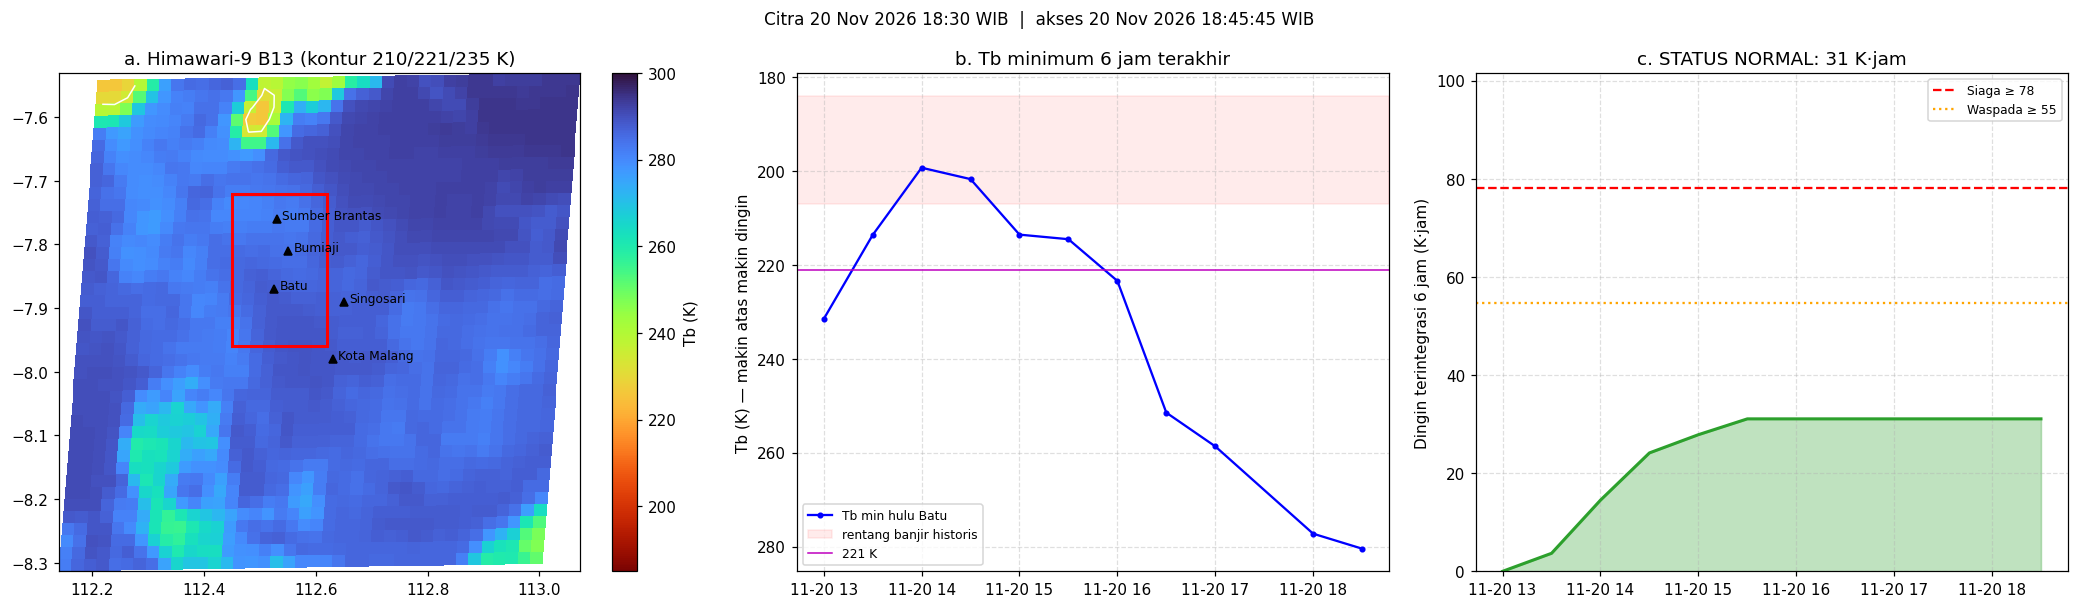 Citra 20 Nov 2026 18:30 WIB | akses 20 Nov 2026 18:45:45 WIB
a. Himawari-9 B13 (kontur 210/221/235 K)
−7.6
−7.7
−7.8
−7.9
−8.0
−8.1
−8.2
−8.3
112.2
112.4
112.6
112.8
113.0
Sumber Brantas
Bumiaji
Batu
Singosari
Kota Malang
300
280
260
240
220
200
Tb (K)
b. Tb minimum 6 jam terakhir
Tb (K) — makin atas makin dingin
180
200
220
240
260
280
11-20 13
11-20 14
11-20 15
11-20 16
11-20 17
11-20 18
Tb min hulu Batu
rentang banjir historis
221 K
c. STATUS NORMAL: 31 K·jam
Dingin terintegrasi 6 jam (K·jam)
100
80
60
40
20
0
11-20 13
11-20 14
11-20 15
11-20 16
11-20 17
11-20 18
Siaga ≥ 78
Waspada ≥ 55